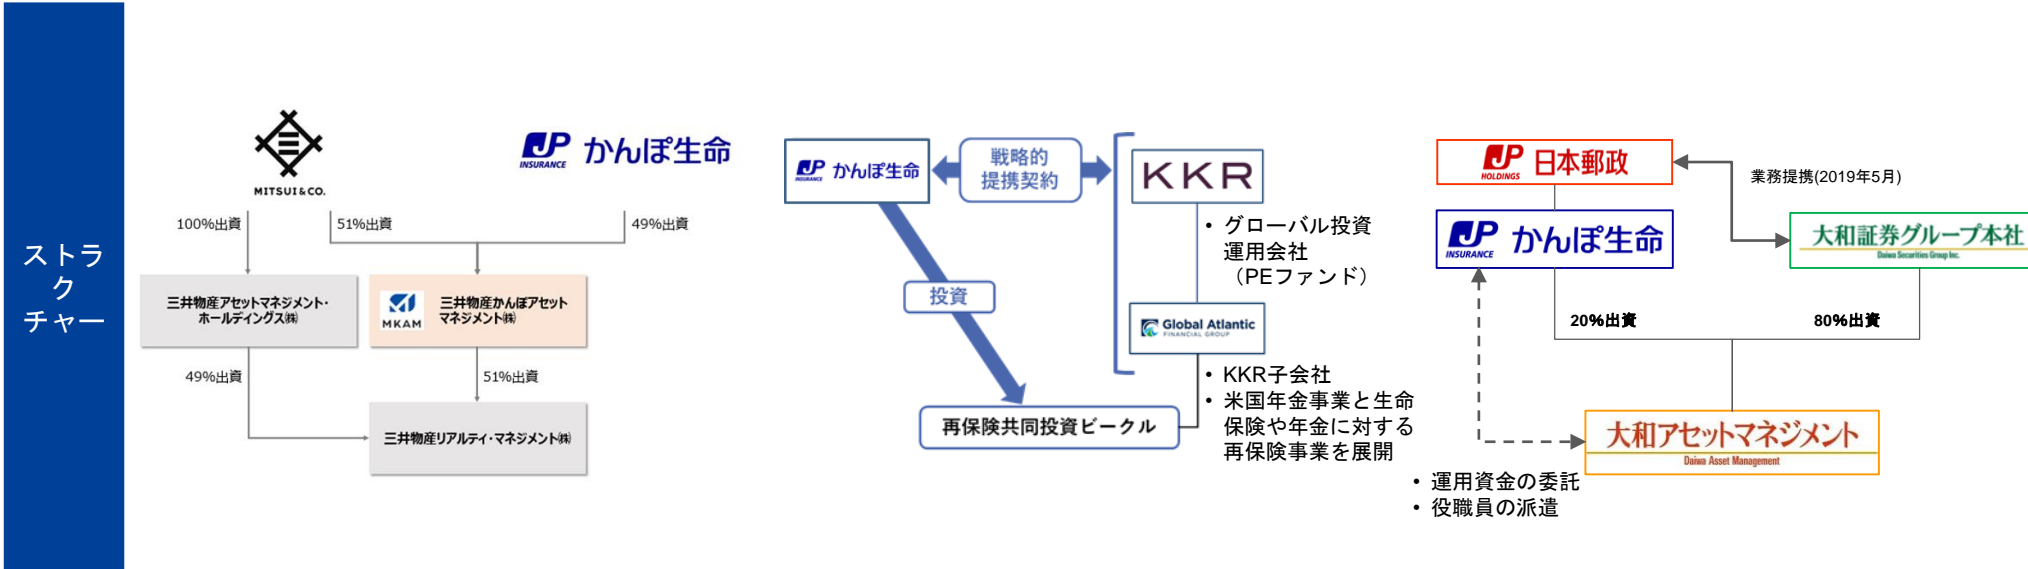 ストラ
ク
チャー
MITSUI & CO.
JP
INSURANCE
かんぽ生命
100%出資
51%出資
49%出資
三井物産アセットマネジメント・
ホールディングス㈱
MKAM
三井物産かんぽアセット
マネジメント㈱
49%出資
51%出資
三井物産リアルティ・マネジメント㈱
JP
INSURANCE
かんぽ生命
戦略的
提携契約
KKR
• グローバル投資
運用会社
（PEファンド）
投資
Global Atlantic
FINANCIAL GROUP
• KKR子会社
• 米国年金事業と生命
保険や年金に対する
再保険事業を展開
再保険共同投資ビークル
JP
HOLDINGS
日本郵政
業務提携(2019年5月)
JP
INSURANCE
かんぽ生命
大和証券グループ本社
Daiwa Securities Group Inc.
20%出資
80%出資
大和アセットマネジメント
Daiwa Asset Management
• 運用資金の委託
• 役職員の派遣